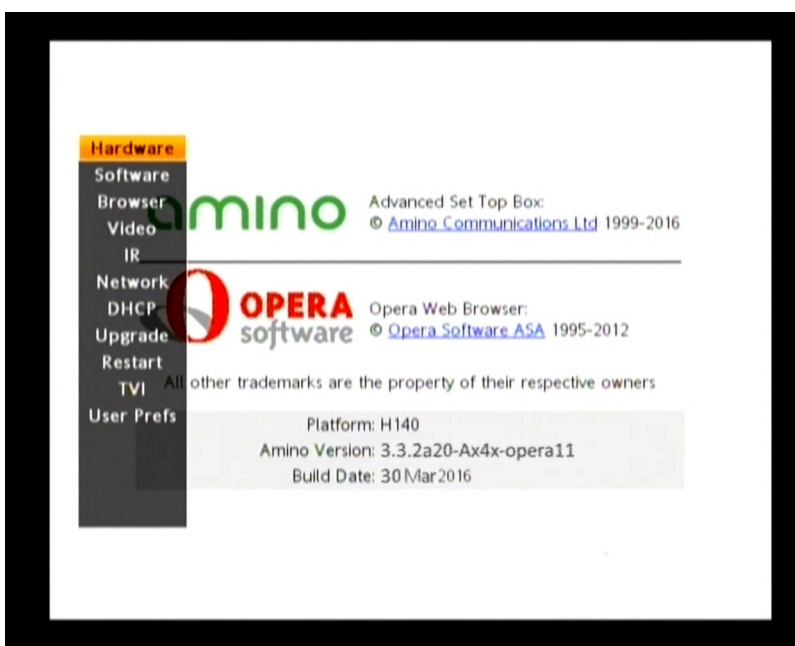 Hardware
Software
Browser
Video
IR
Network
DHCP
Upgrade
Restart
TVI
User Prefs
amino
Advanced Set Top Box:
© Amino Communications Ltd 1999-2016
OPERA
software
Opera Web Browser:
© Opera Software ASA 1995-2012
All other trademarks are the property of their respective owners
Platform: H140
Amino Version: 3.3.2a20-Ax4x-opera11
Build Date: 30 Mar 2016